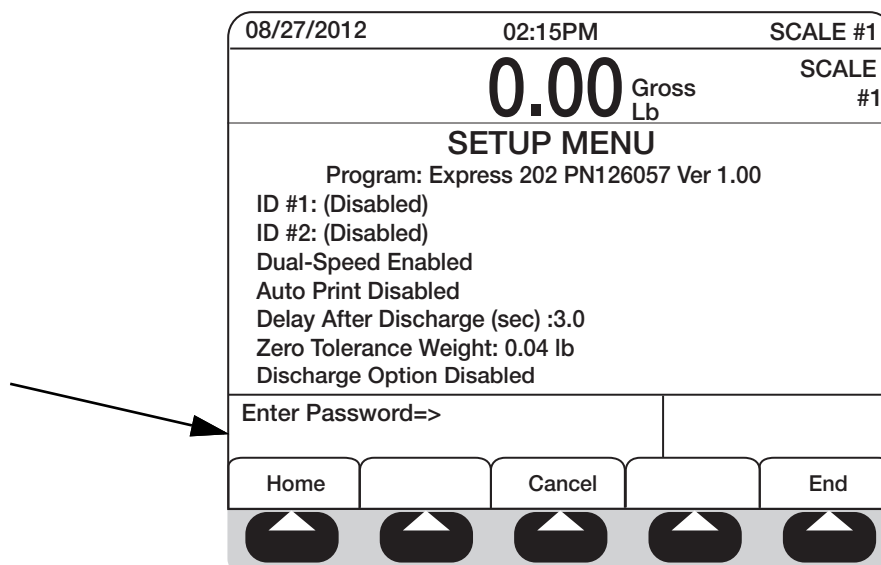 08/27/2012 02:15PM SCALE #1
0.00 Gross Lb SCALE #1
SETUP MENU
Program: Express 202 PN126057 Ver 1.00
ID #1: (Disabled)
ID #2: (Disabled)
Dual-Speed Enabled
Auto Print Disabled
Delay After Discharge (sec) :3.0
Zero Tolerance Weight: 0.04 lb
Discharge Option Disabled
Enter Password=>
Home Cancel End